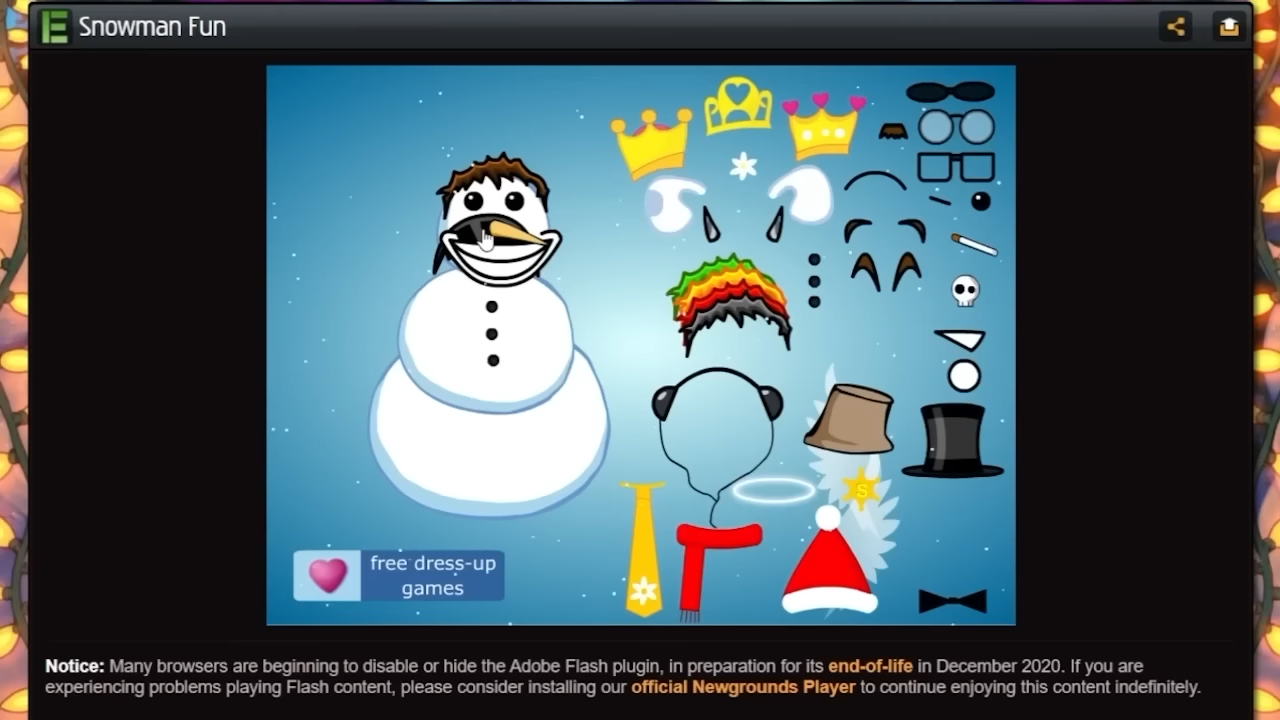 E Snowman Fun
S
free dress-up
games
Notice: Many browsers are beginning to disable or hide the Adobe Flash plugin, in preparation for its end-of-life in December 2020. If you are
experiencing problems playing Flash content, please consider installing our official Newgrounds Player to continue enjoying this content indefinitely.